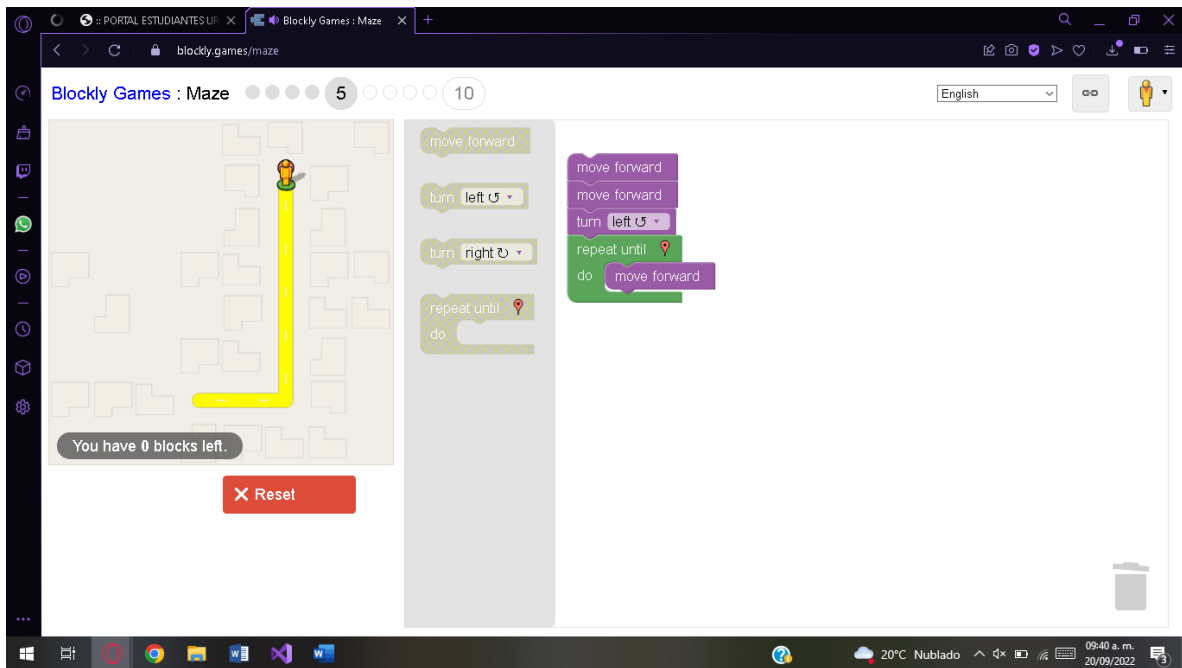 :: PORTAL ESTUDIANTES UR
Blockly Games : Maze
blockly.games/maze
Blockly Games : Maze 5 10
English
move forward
turn left ↺
turn right ↻
repeat until
do
move forward
move forward
turn left ↺
repeat until
do move forward
You have 0 blocks left.
Reset
20°C Nublado
09:40 a. m.
20/09/2022
3